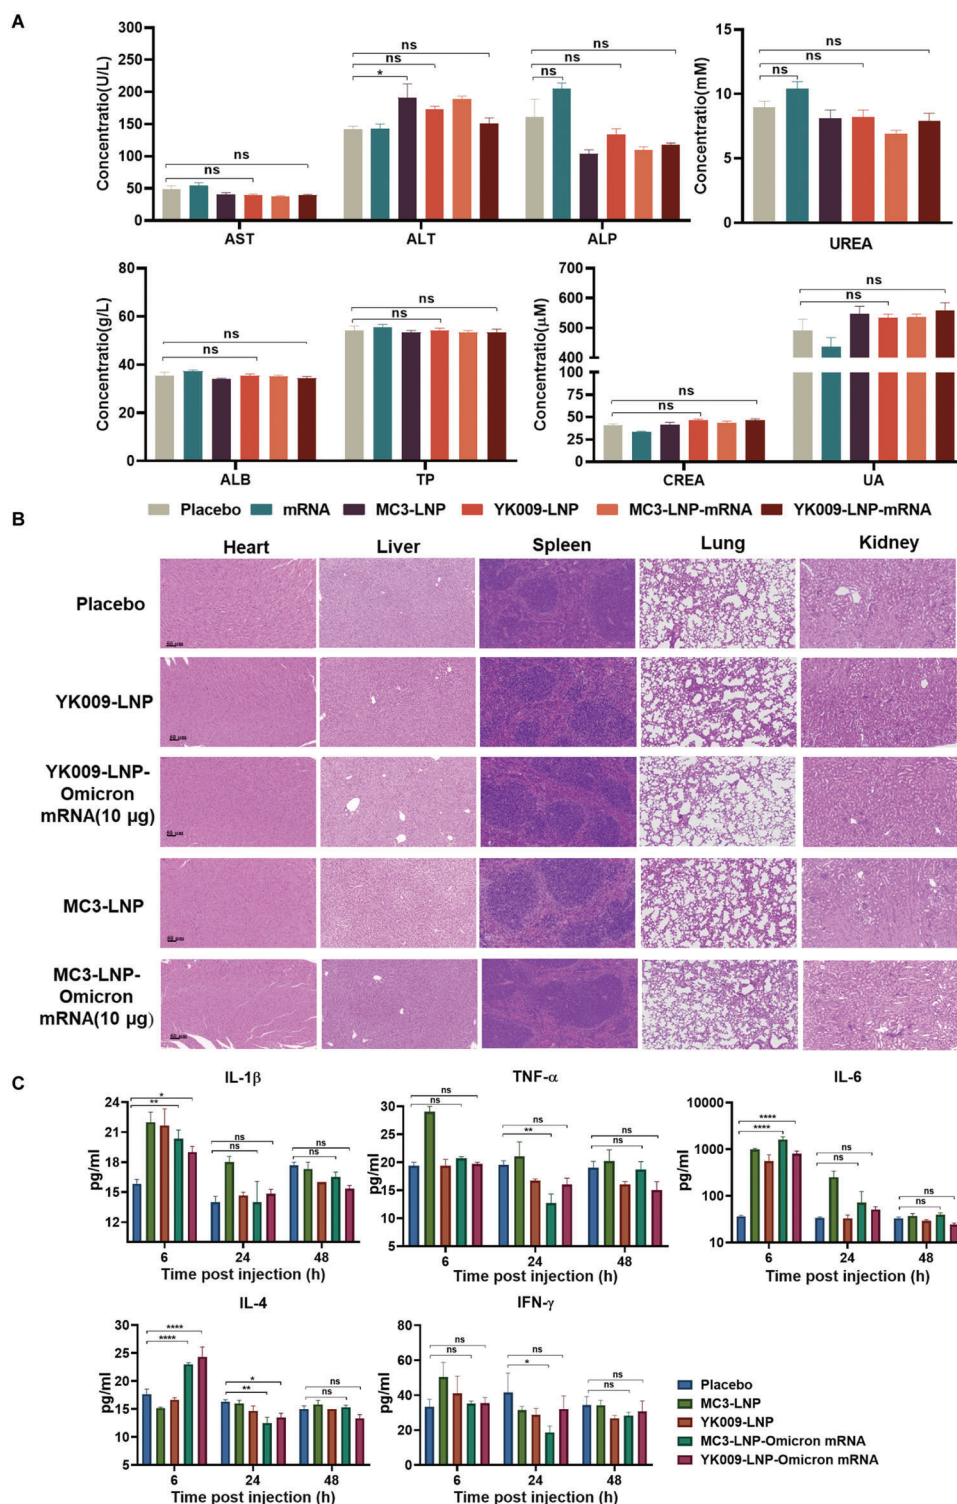 A
Concentratio(U/L)
300
250
200
150
100
50
0
ns
ns
ns
ns
*
ns
ns
ns
AST
ALT
ALP
Concentratio(mM)
15
10
5
0
ns
ns
ns
UREA
Concentratio(g/L)
80
60
40
20
0
ns
ns
ns
ns
ALB
TP
Concentratio(μM)
700
600
500
400
100
75
50
25
0
ns
ns
ns
ns
CREA
UA
Placebo mRNA MC3-LNP YK009-LNP MC3-LNP-mRNA YK009-LNP-mRNA
B
Heart Liver Spleen Lung Kidney
Placebo
YK009-LNP
YK009-LNP-
Omicron
mRNA(10 μg)
MC3-LNP
MC3-LNP-
Omicron
mRNA(10 μg)
C
IL-1β
pg/ml
24
21
18
15
*
**
ns
ns
ns
ns
6 24 48
Time post injection (h)
TNF-α
pg/ml
30
25
20
15
10
5
ns
ns
ns
**
ns
ns
6 24 48
Time post injection (h)
IL-6
pg/ml
10000
1000
100
10
****
****
ns
ns
ns
ns
6 24 48
Time post injection (h)
IL-4
pg/ml
30
25
20
15
10
5
****
****
*
**
ns
ns
6 24 48
Time post injection (h)
IFN-γ
pg/ml
80
60
40
20
0
ns
ns
ns
*
ns
ns
6 24 48
Time post injection (h)
Placebo
MC3-LNP
YK009-LNP
MC3-LNP-Omicron mRNA
YK009-LNP-Omicron mRNA